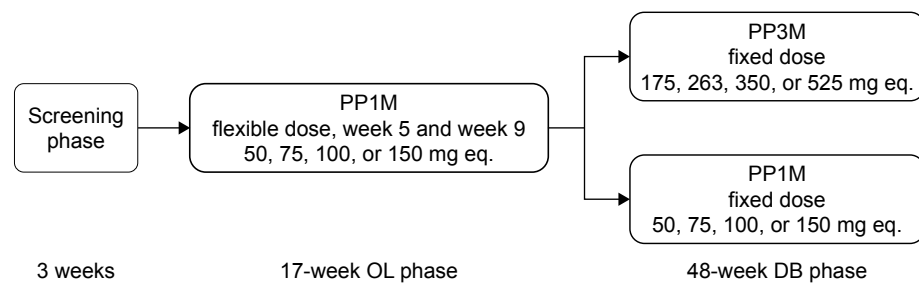 Screening
phase
PP1M
flexible dose, week 5 and week 9
50, 75, 100, or 150 mg eq.
PP3M
fixed dose
175, 263, 350, or 525 mg eq.
PP1M
fixed dose
50, 75, 100, or 150 mg eq.
3 weeks
17-week OL phase
48-week DB phase